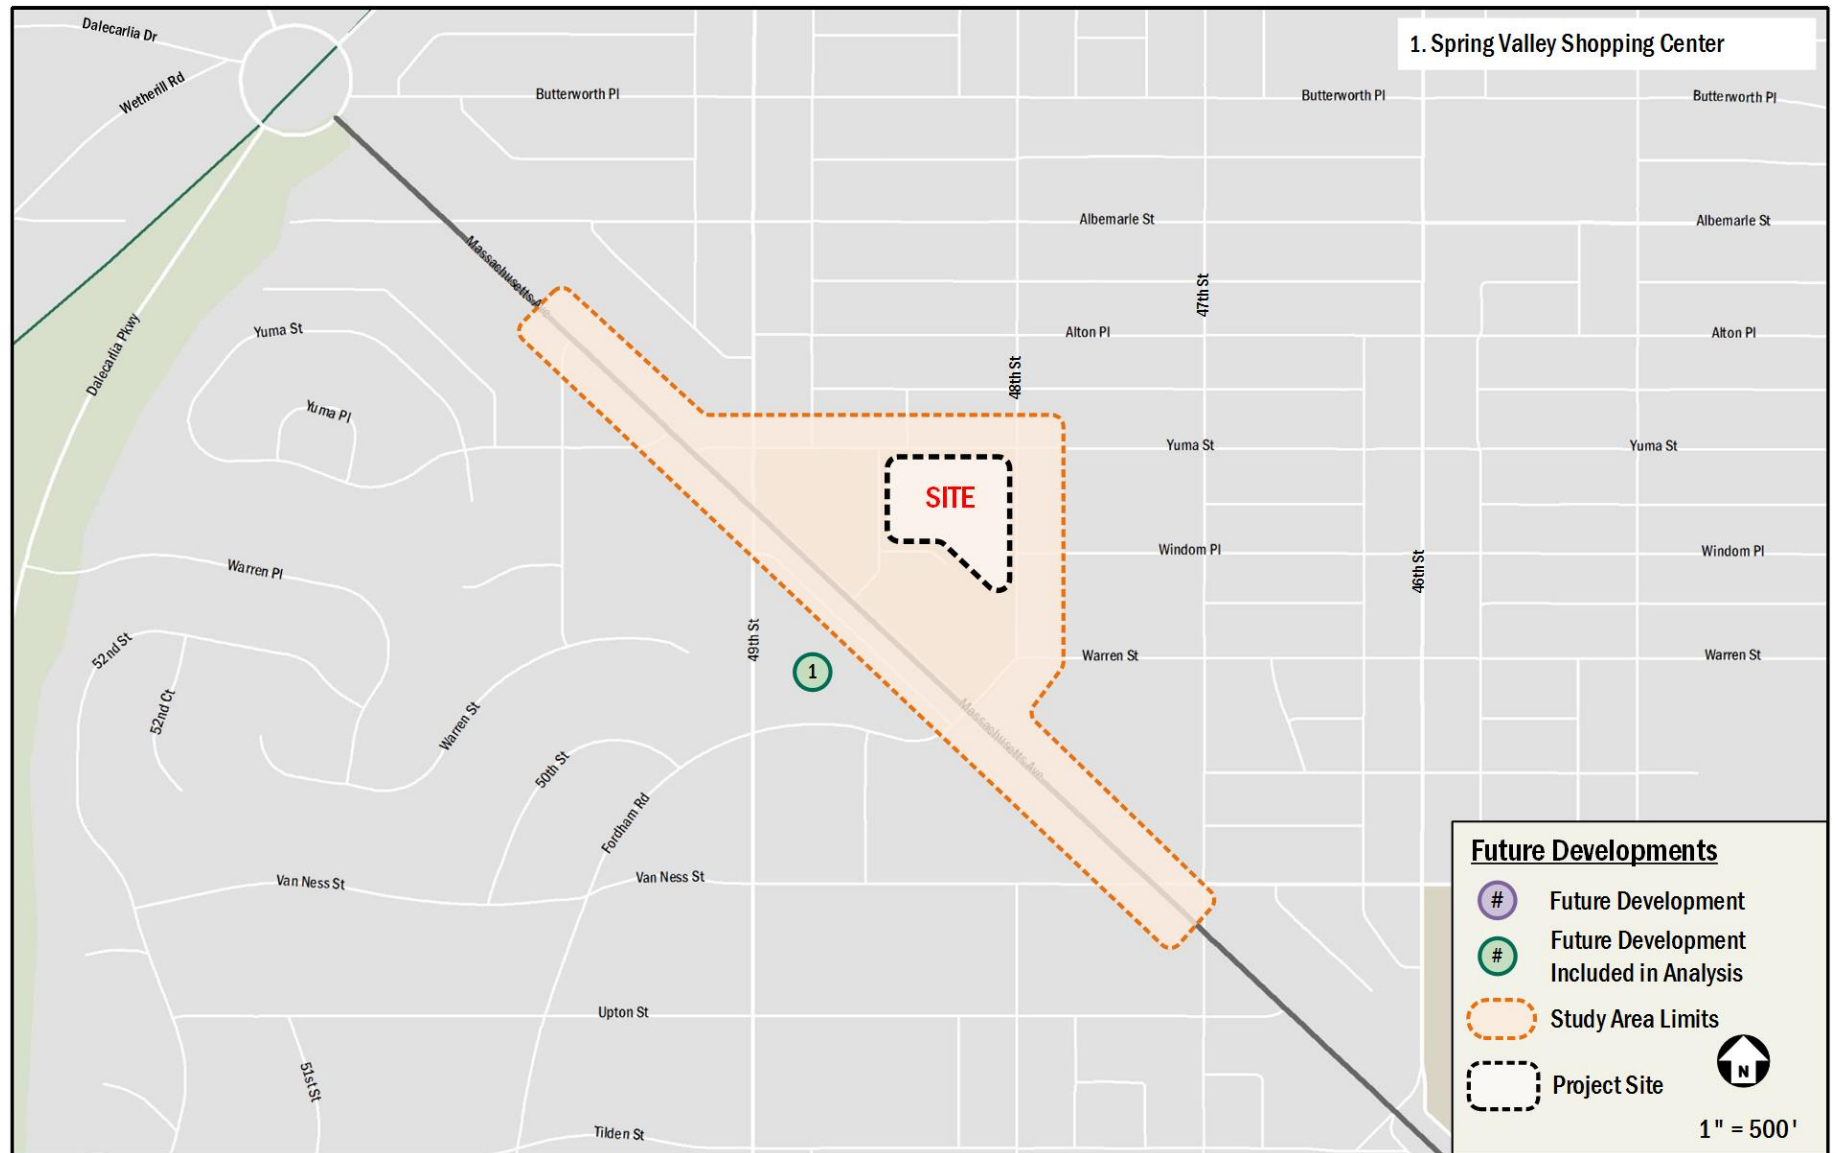 Dalecarlia Dr
1. Spring Valley Shopping Center
Wetherill Rd
Butterworth Pl
Butterworth Pl
Butterworth Pl
Albemarle St
Albemarle St
Massachusetts Ave
47th St
Yuma St
Alton Pl
Alton Pl
Dalecarlia Pkwy
48th St
Yuma Pl
Yuma St
Yuma St
SITE
Windom Pl
Windom Pl
Warren Pl
46th St
49th St
52nd St
Warren St
Warren St
1
52nd Ct
Warren St
Massachusetts Ave
50th St
Fordham Rd
Van Ness St
Van Ness St
Upton St
51st St
Tilden St
Future Developments
# Future Development
# Future Development
Included in Analysis
Study Area Limits
N
Project Site
1" = 500'